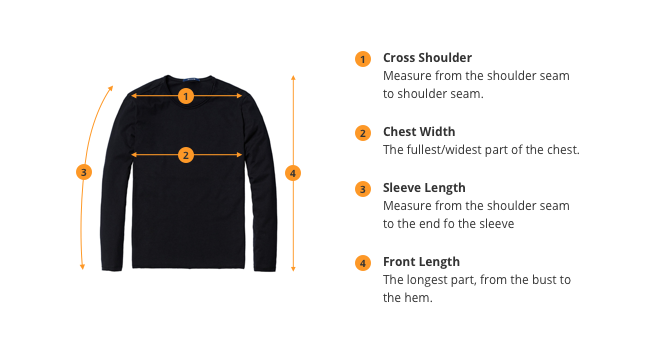 1
2
3
4
1 Cross Shoulder
Measure from the shoulder seam
to shoulder seam.
2 Chest Width
The fullest/widest part of the chest.
3 Sleeve Length
Measure from the shoulder seam
to the end fo the sleeve
4 Front Length
The longest part, from the bust to
the hem.